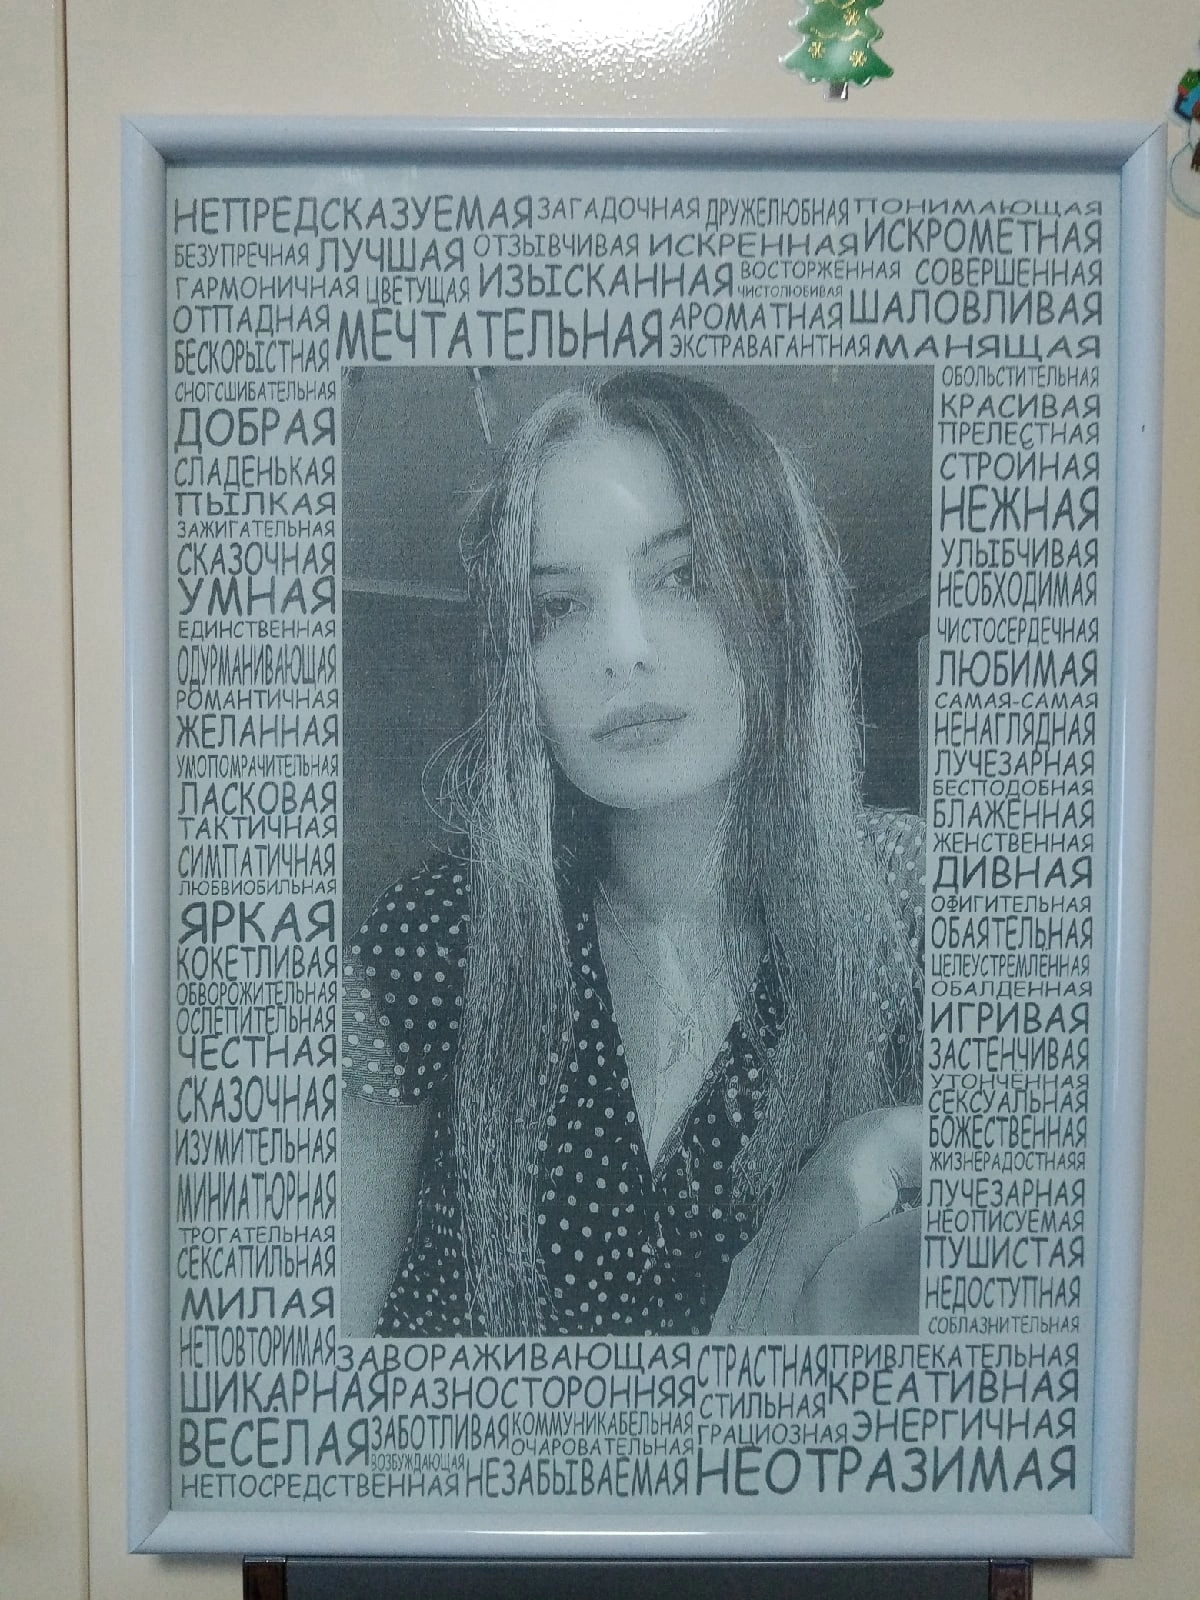 НЕПРЕДСКАЗУЕМАЯ ЗАГАДОЧНАЯ ДРУЖЕЛЮБНАЯ ПОНИМАЮЩАЯ
БЕЗУПРЕЧНАЯ ЛУЧШАЯ ОТЗЫВЧИВАЯ ИСКРЕННАЯ ИСКРОМЕТНАЯ
ГАРМОНИЧНАЯ ЦВЕТУЩАЯ ИЗЫСКАННАЯ ВОСТОРЖЕННАЯ СОВЕРШЕННАЯ
ЧИСТОЛЮБИВАЯ
ОТПАДНАЯ МЕЧТАТЕЛЬНАЯ АРОМАТНАЯ ШАЛОВЛИВАЯ
БЕСКОРЫСТНАЯ ЭКСТРАВАГАНТНАЯ МАНЯЩАЯ
СНОГСШИБАТЕЛЬНАЯ
ДОБРАЯ
СЛАДЕНЬКАЯ
ПЫЛКАЯ
ЗАЖИГАТЕЛЬНАЯ
СКАЗОЧНАЯ
УМНАЯ
ЕДИНСТВЕННАЯ
ОДУРМАНИВАЮЩАЯ
РОМАНТИЧНАЯ
ЖЕЛАННАЯ
УМОПОМРАЧИТЕЛЬНАЯ
ЛАСКОВАЯ
ТАКТИЧНАЯ
СИМПАТИЧНАЯ
ЛЮБВИОБИЛЬНАЯ
ЯРКАЯ
КОКЕТЛИВАЯ
ОБВОРОЖИТЕЛЬНАЯ
ОСЛЕПИТЕЛЬНАЯ
ЧЕСТНАЯ
СКАЗОЧНАЯ
ИЗУМИТЕЛЬНАЯ
МИНИАТЮРНАЯ
ТРОГАТЕЛЬНАЯ
СЕКСАПИЛЬНАЯ
МИЛАЯ
НЕПОВТОРИМАЯ
ОБОЛЬСТИТЕЛЬНАЯ
КРАСИВАЯ
ПРЕЛЕСТНАЯ
СТРОЙНАЯ
НЕЖНАЯ
УЛЫБЧИВАЯ
НЕОБХОДИМАЯ
ЧИСТОСЕРДЕЧНАЯ
ЛЮБИМАЯ
САМАЯ-САМАЯ
НЕНАГЛЯДНАЯ
ЛУЧЕЗАРНАЯ
БЕСПОДОБНАЯ
БЛАЖЕННАЯ
ЖЕНСТВЕННАЯ
ДИВНАЯ
ОФИГИТЕЛЬНАЯ
ОБАЯТЕЛЬНАЯ
ЦЕЛЕУСТРЕМЛЁННАЯ
ОБАЛДЕННАЯ
ИГРИВАЯ
ЗАСТЕНЧИВАЯ
УТОНЧЁННАЯ
СЕКСУАЛЬНАЯ
БОЖЕСТВЕННАЯ
ЖИЗНЕРАДОСТНАЯЯ
ЛУЧЕЗАРНАЯ
НЕОПИСУЕМАЯ
ПУШИСТАЯ
НЕДОСТУПНАЯ
СОБЛАЗНИТЕЛЬНАЯ
ЗАВОРАЖИВАЮЩАЯ СТРАСТНАЯ ПРИВЛЕКАТЕЛЬНАЯ
ШИКАРНАЯ РАЗНОСТОРОННЯЯ СТИЛЬНАЯ КРЕАТИВНАЯ
ВЕСЁЛАЯ ЗАБОТЛИВАЯ КОММУНИКАБЕЛЬНАЯ ГРАЦИОЗНАЯ ЭНЕРГИЧНАЯ
ОЧАРОВАТЕЛЬНАЯ
ВОЗБУЖДАЮЩАЯ
НЕПОСРЕДСТВЕННАЯ НЕЗАБЫВАЕМАЯ НЕОТРАЗИМАЯ